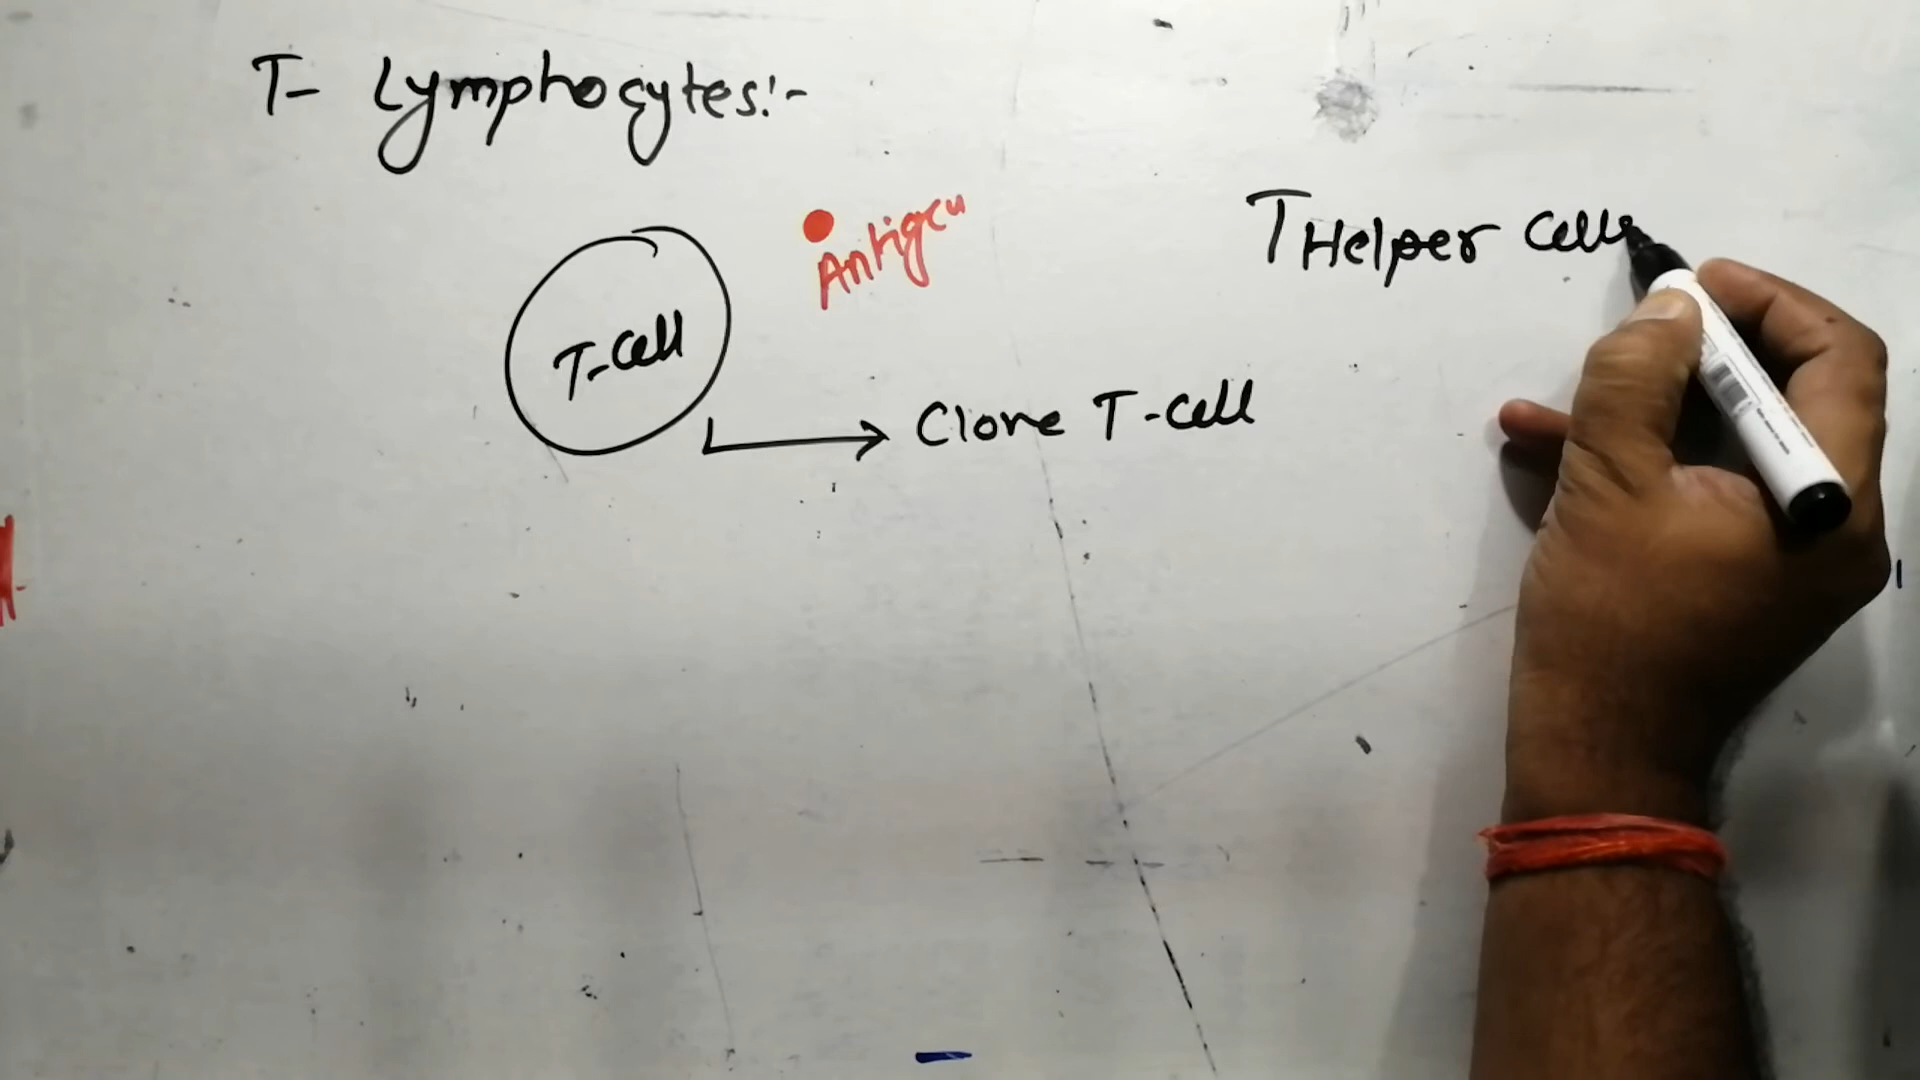 T- Lymphocytes:-
Antigen
T Helper Cells
T-Cell
Clone T-Cell